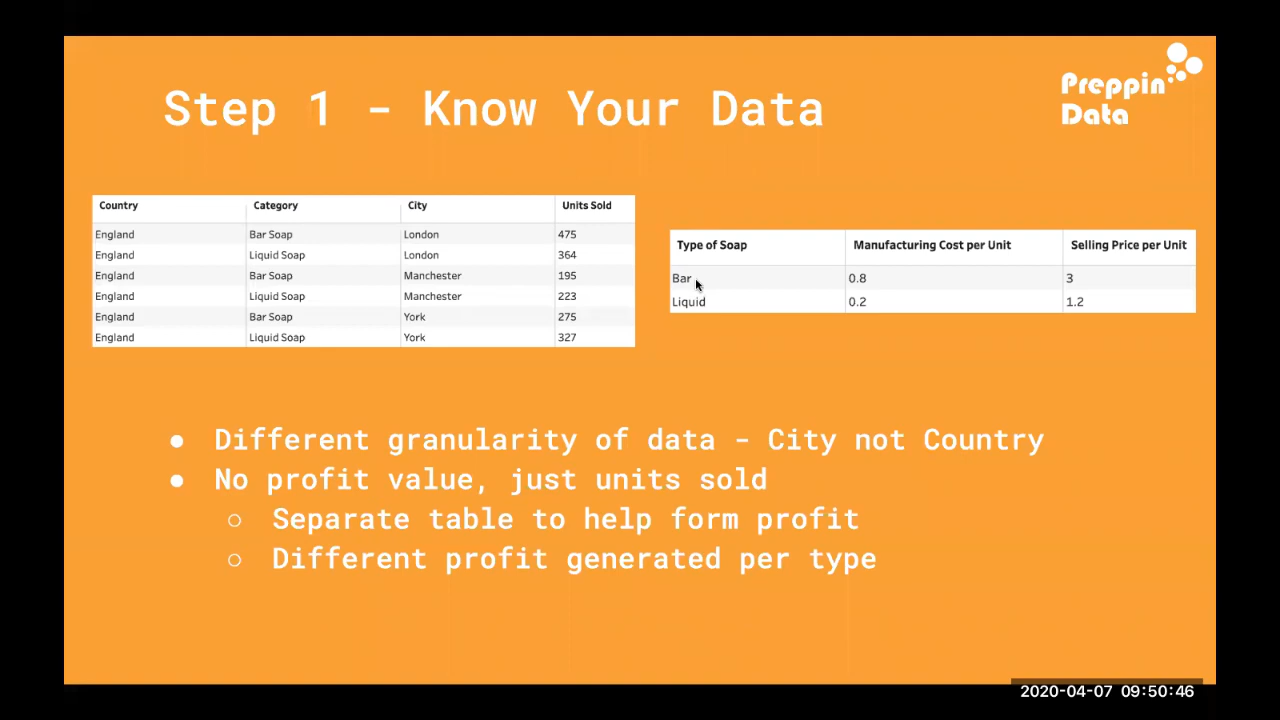 Step 1 - Know Your Data
Preppin'
Data
Country Category City Units Sold
England Bar Soap London 475
England Liquid Soap London 364
England Bar Soap Manchester 195
England Liquid Soap Manchester 223
England Bar Soap York 275
England Liquid Soap York 327
Type of Soap Manufacturing Cost per Unit Selling Price per Unit
Bar 0.8 3
Liquid 0.2 1.2
● Different granularity of data - City not Country
● No profit value, just units sold
○ Separate table to help form profit
○ Different profit generated per type
2020-04-07 09:50:46